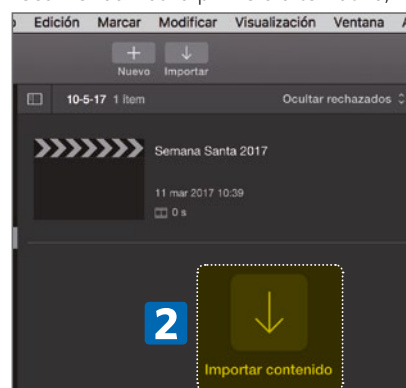 Edición Marcar Modificar Visualización Ventana
Nuevo Importar
10-5-17 1 ítem Ocultar rechazados
Semana Santa 2017
11 mar 2017 10:39
0 s
2
Importar contenido